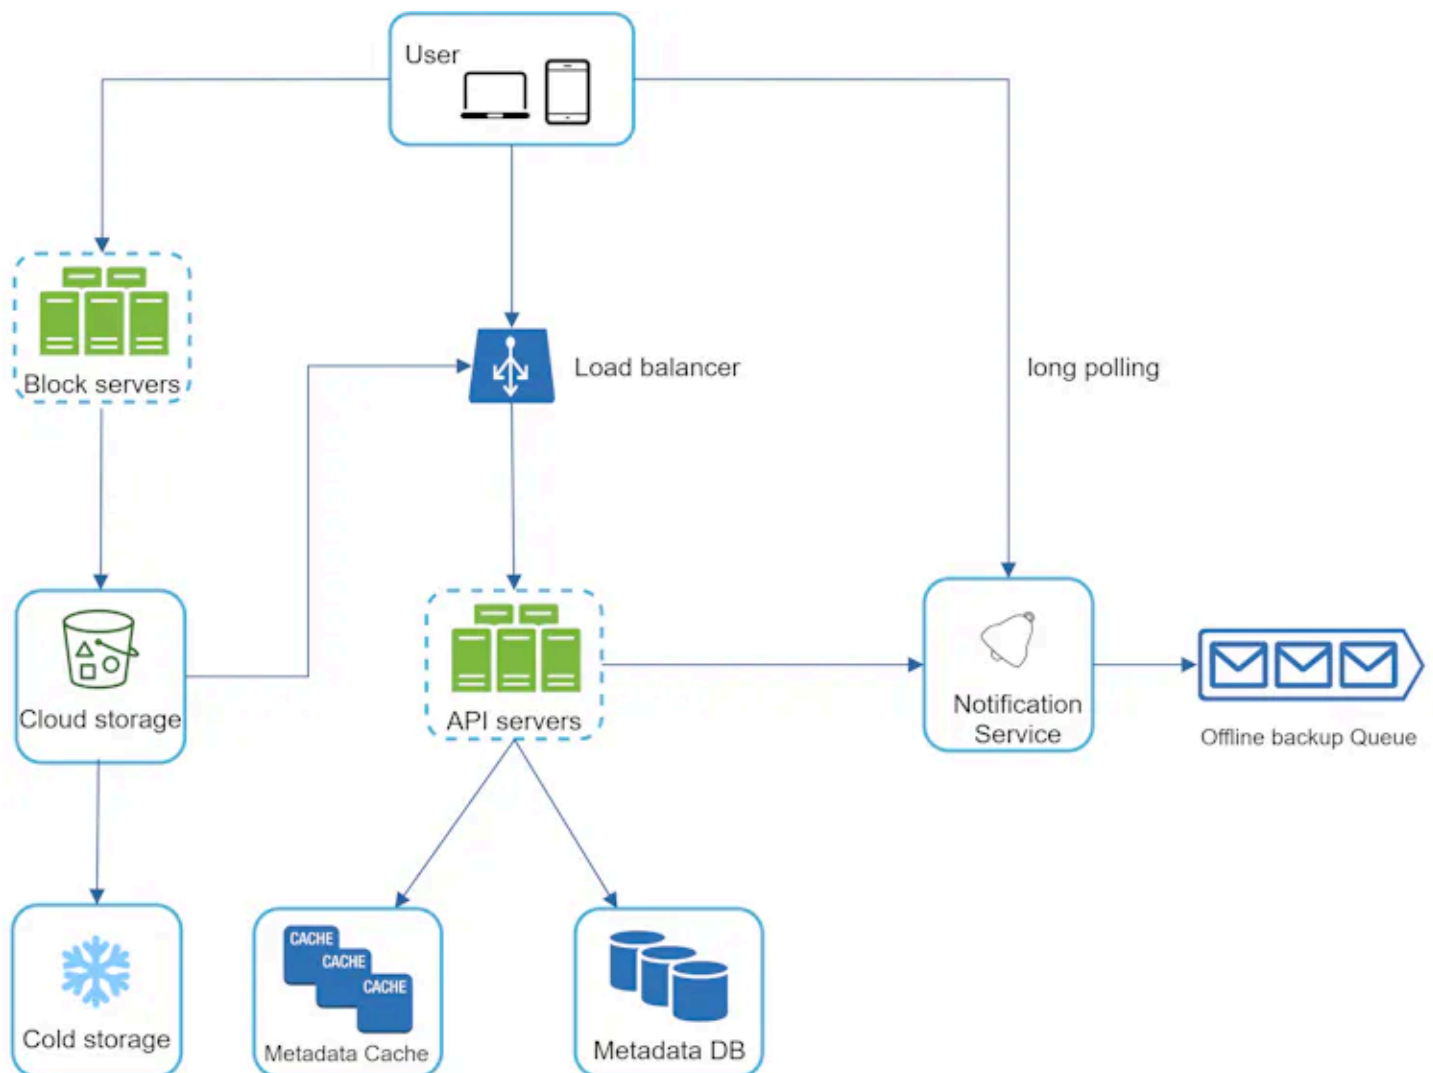 User
Block servers
Load balancer
long polling
Cloud storage
API servers
Notification
Service
Offline backup Queue
CACHE
CACHE
CACHE
Cold storage
Metadata Cache
Metadata DB